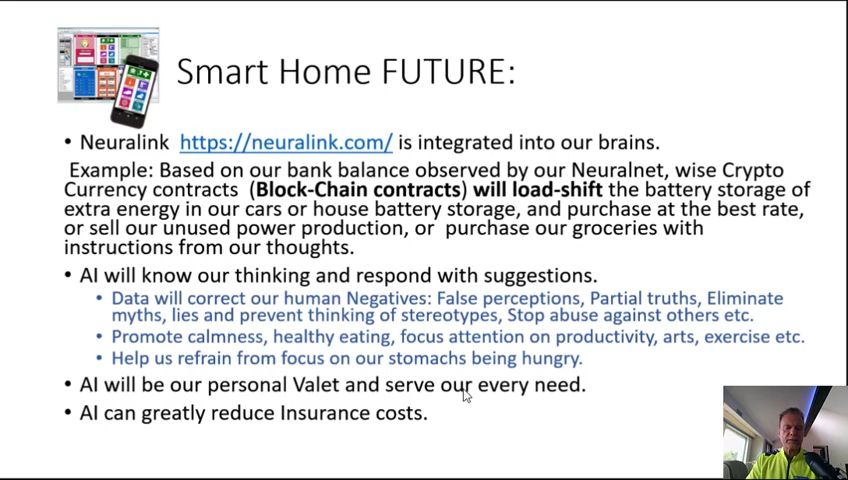 Smart Home FUTURE:
• Neuralink https://neuralink.com/ is integrated into our brains.
Example: Based on our bank balance observed by our Neuralnet, wise Crypto
Currency contracts (Block-Chain contracts) will load-shift the battery storage of
extra energy in our cars or house battery storage, and purchase at the best rate,
or sell our unused power production, or purchase our groceries with
instructions from our thoughts.
• AI will know our thinking and respond with suggestions.
• Data will correct our human Negatives: False perceptions, Partial truths, Eliminate
myths, lies and prevent thinking of stereotypes, Stop abuse against others etc.
• Promote calmness, healthy eating, focus attention on productivity, arts, exercise etc.
• Help us refrain from focus on our stomachs being hungry.
• AI will be our personal Valet and serve our every need.
• AI can greatly reduce Insurance costs.